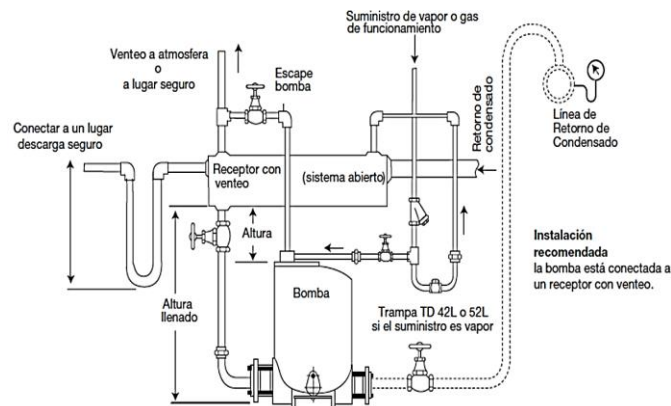 Suministro de vapor o gas
de funcionamiento
Venteo a atmosfera
o
a lugar seguro
Escape
bomba
Conectar a un lugar
descarga seguro
Receptor con
venteo
(sistema abierto)
Retorno de
condensado
Línea de
Retorno de
Condensado
Altura
Altura
llenado
Bomba
Trampa TD 42L o 52L
si el suministro es vapor
Instalación
recomendada
la bomba está conectada a
un receptor con venteo.